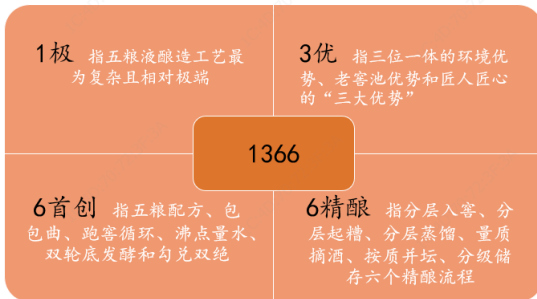 1极 指五粮液酿造工艺最
为复杂且相对极端
3优 指三位一体的环境优
势、老窖池优势和匠人匠心
的“三大优势”
1366
6首创 指五粮配方、包
包曲、跑窖循环、沸点量水、
双轮底发酵和勾兑双绝
6精酿 指分层入窖、分
层起糟、分层蒸馏、量质
摘酒、按质并坛、分级储
存六个精酿流程